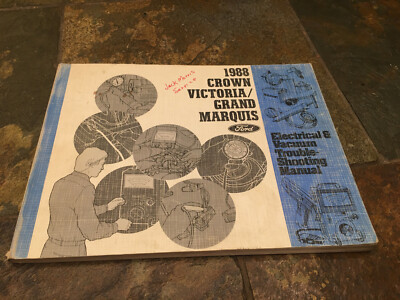 1988
CROWN
VICTORIA/
GRAND
MARQUIS
Ford
Electrical &
Vacuum
Trouble-
Shooting
Manual